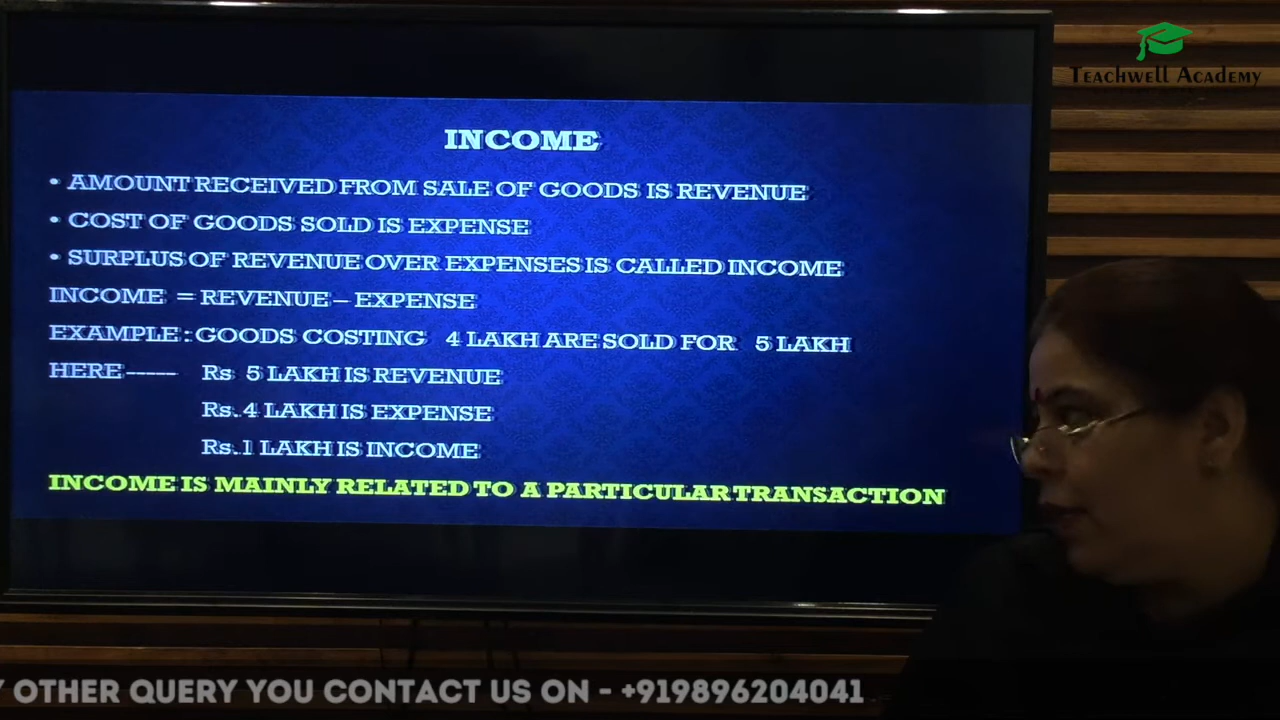 Teachwell Academy
INCOME
• AMOUNT RECEIVED FROM SALE OF GOODS IS REVENUE
• COST OF GOODS SOLD IS EXPENSE
• SURPLUS OF REVENUE OVER EXPENSES IS CALLED INCOME
INCOME = REVENUE – EXPENSE
EXAMPLE : GOODS COSTING 4 LAKH ARE SOLD FOR 5 LAKH
HERE ----- Rs 5 LAKH IS REVENUE
Rs. 4 LAKH IS EXPENSE
Rs. 1 LAKH IS INCOME
INCOME IS MAINLY RELATED TO A PARTICULAR TRANSACTION
Y OTHER QUERY YOU CONTACT US ON - +919896204041